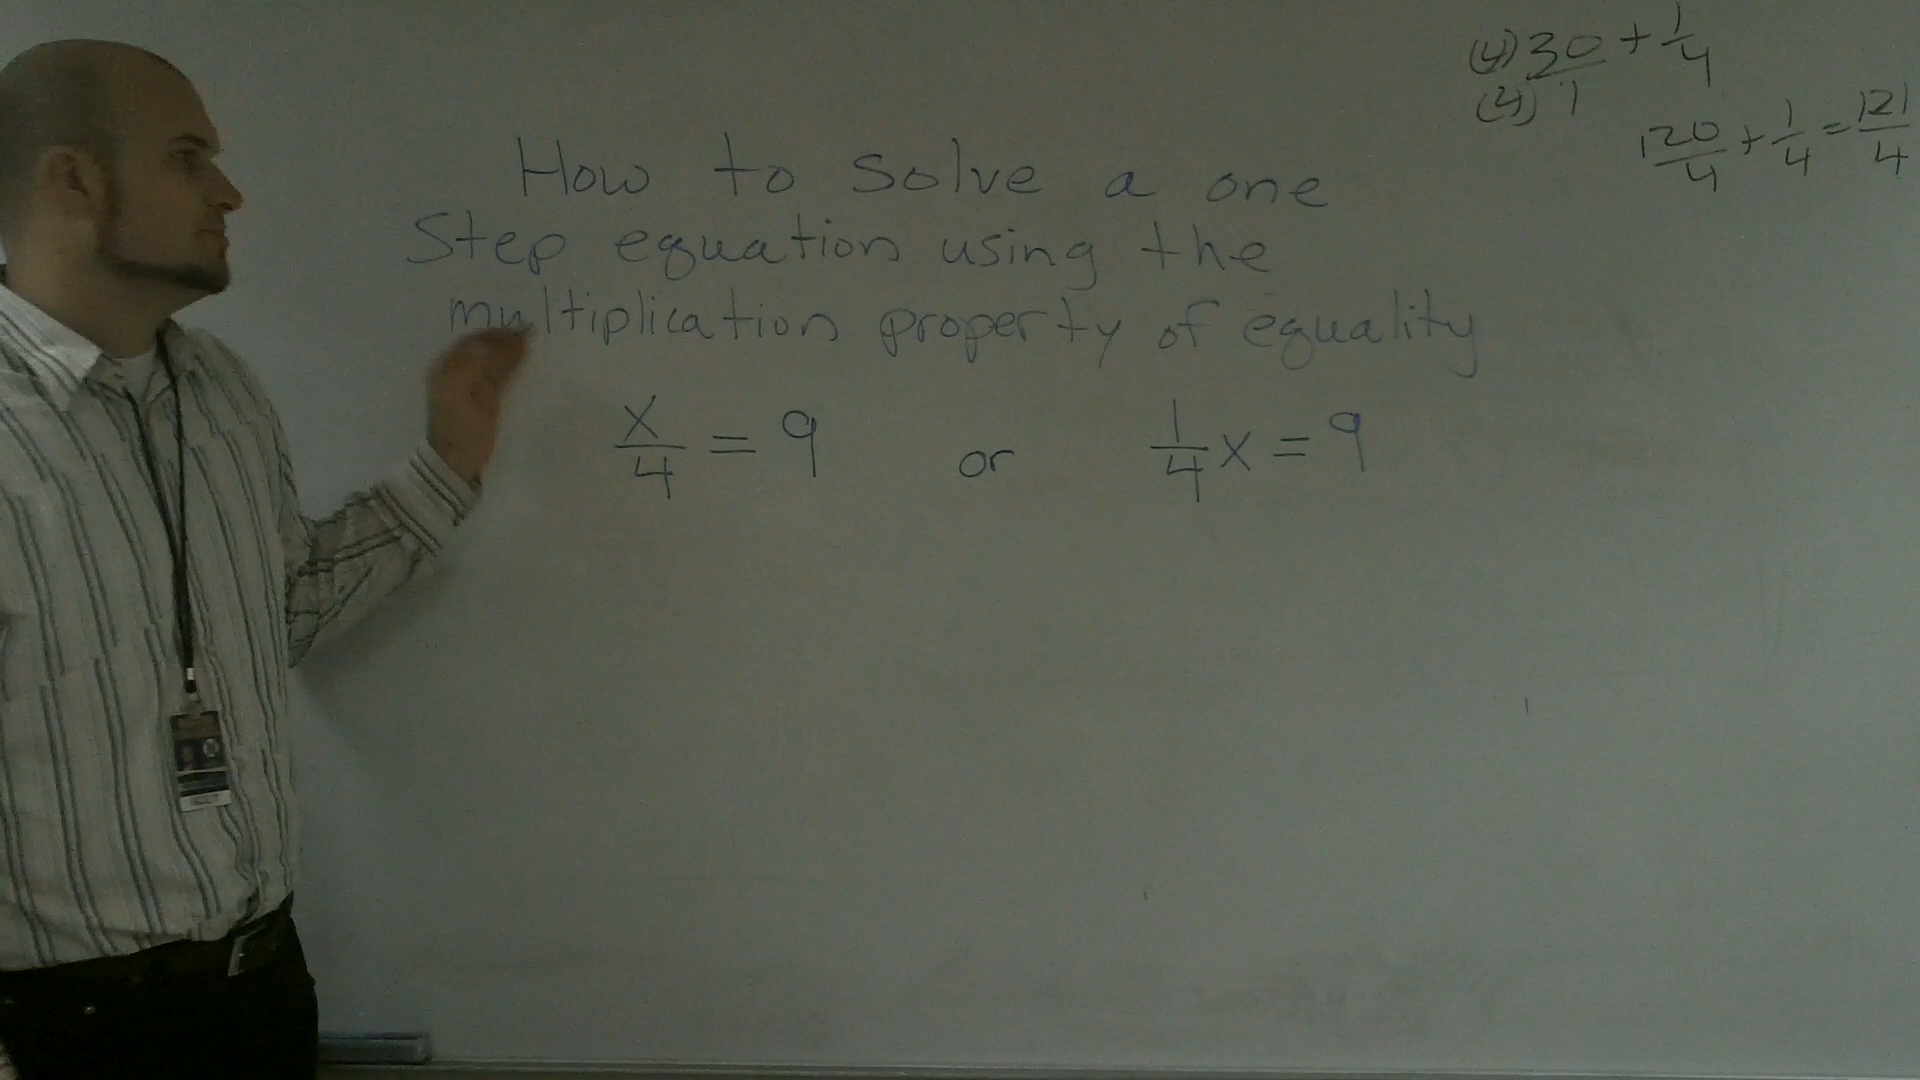 (4) 30/(4) 1 + 1/4
120/4 + 1/4 = 121/4
How to solve a one
Step equation using the
multiplication property of equality
x/4 = 9 or 1/4 x = 9